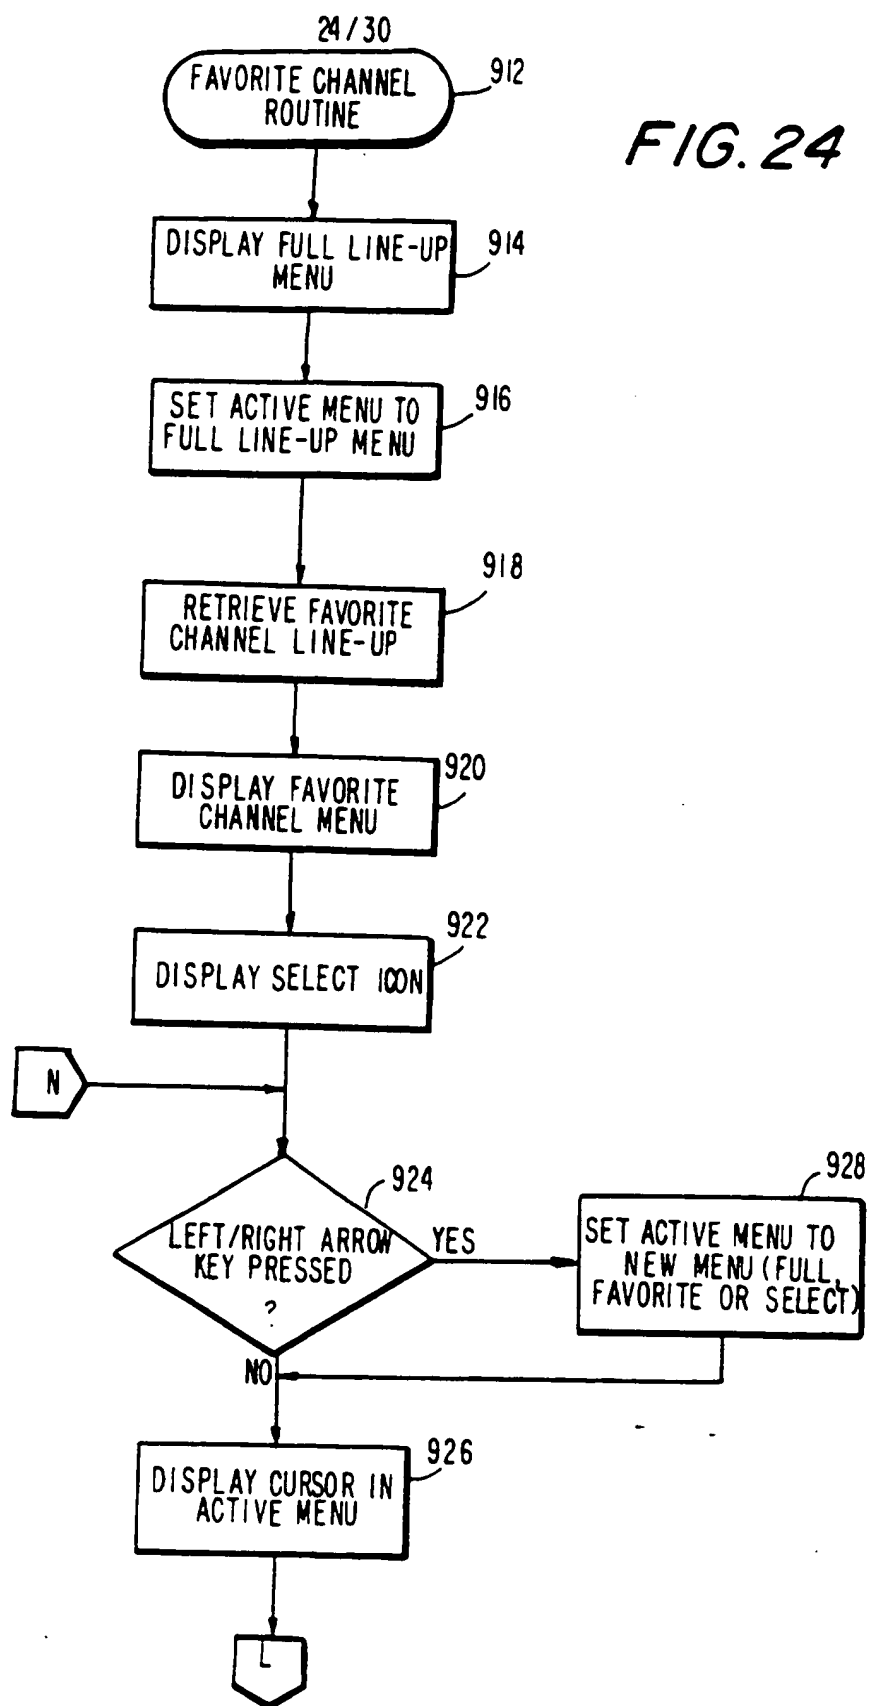 24/30
FAVORITE CHANNEL
ROUTINE
912
FIG. 24
DISPLAY FULL LINE-UP
MENU
914
SET ACTIVE MENU TO
FULL LINE-UP MENU
916
RETRIEVE FAVORITE
CHANNEL LINE-UP
918
DISPLAY FAVORITE
CHANNEL MENU
920
DISPLAY SELECT ICON
922
N
LEFT/RIGHT ARROW
KEY PRESSED
?
924
YES
SET ACTIVE MENU TO
NEW MENU (FULL,
FAVORITE OR SELECT)
928
NO
DISPLAY CURSOR IN
ACTIVE MENU
926
L